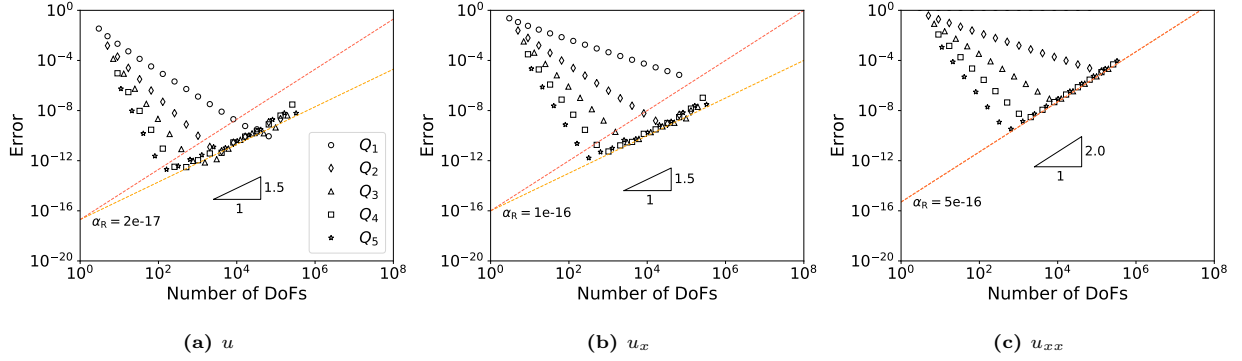 10^0
10^-4
10^-8
10^-12
10^-16
10^-20
Error
10^0 10^2 10^4 10^6 10^8
Number of DoFs
Q_1
Q_2
Q_3
Q_4
Q_5
1.5
1
α_R = 2e-17
(a) u
10^0
10^-4
10^-8
10^-12
10^-16
10^-20
Error
10^0 10^2 10^4 10^6 10^8
Number of DoFs
1.5
1
α_R = 1e-16
(b) u_x
10^0
10^-4
10^-8
10^-12
10^-16
10^-20
Error
10^0 10^2 10^4 10^6 10^8
Number of DoFs
2.0
1
α_R = 5e-16
(c) u_xx